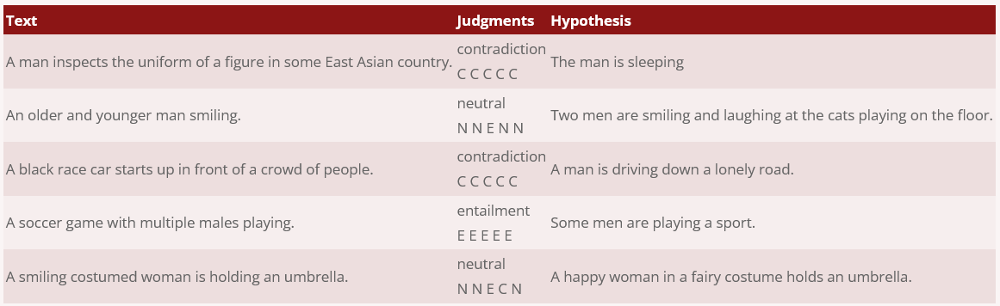 Text Judgments Hypothesis
A man inspects the uniform of a figure in some East Asian country. contradiction The man is sleeping
C C C C C
An older and younger man smiling. neutral Two men are smiling and laughing at the cats playing on the floor.
N N E N N
A black race car starts up in front of a crowd of people. contradiction A man is driving down a lonely road.
C C C C C
A soccer game with multiple males playing. entailment Some men are playing a sport.
E E E E E
A smiling costumed woman is holding an umbrella. neutral A happy woman in a fairy costume holds an umbrella.
N N E C N